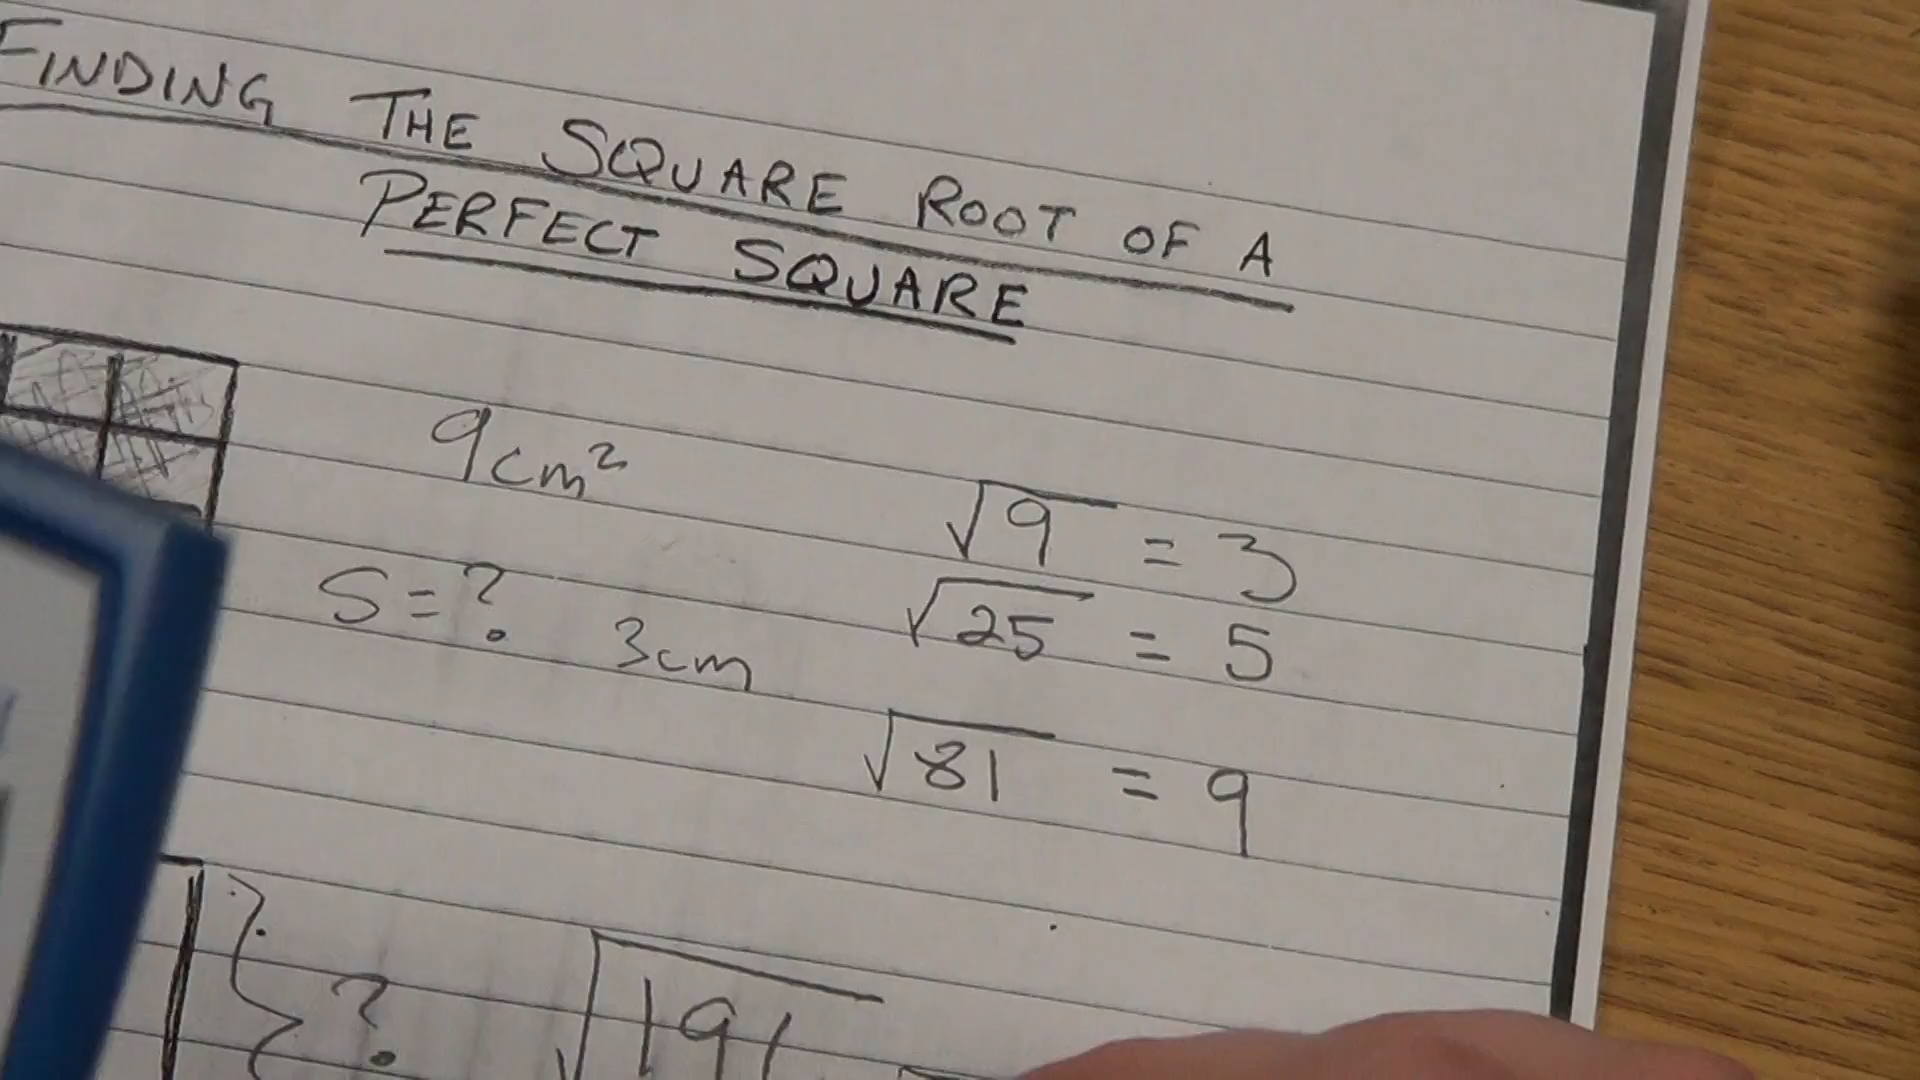 FINDING THE SQUARE ROOT OF A
PERFECT SQUARE
9cm²
√9 = 3
S=? 3cm
√25 = 5
√81 = 9
?
?